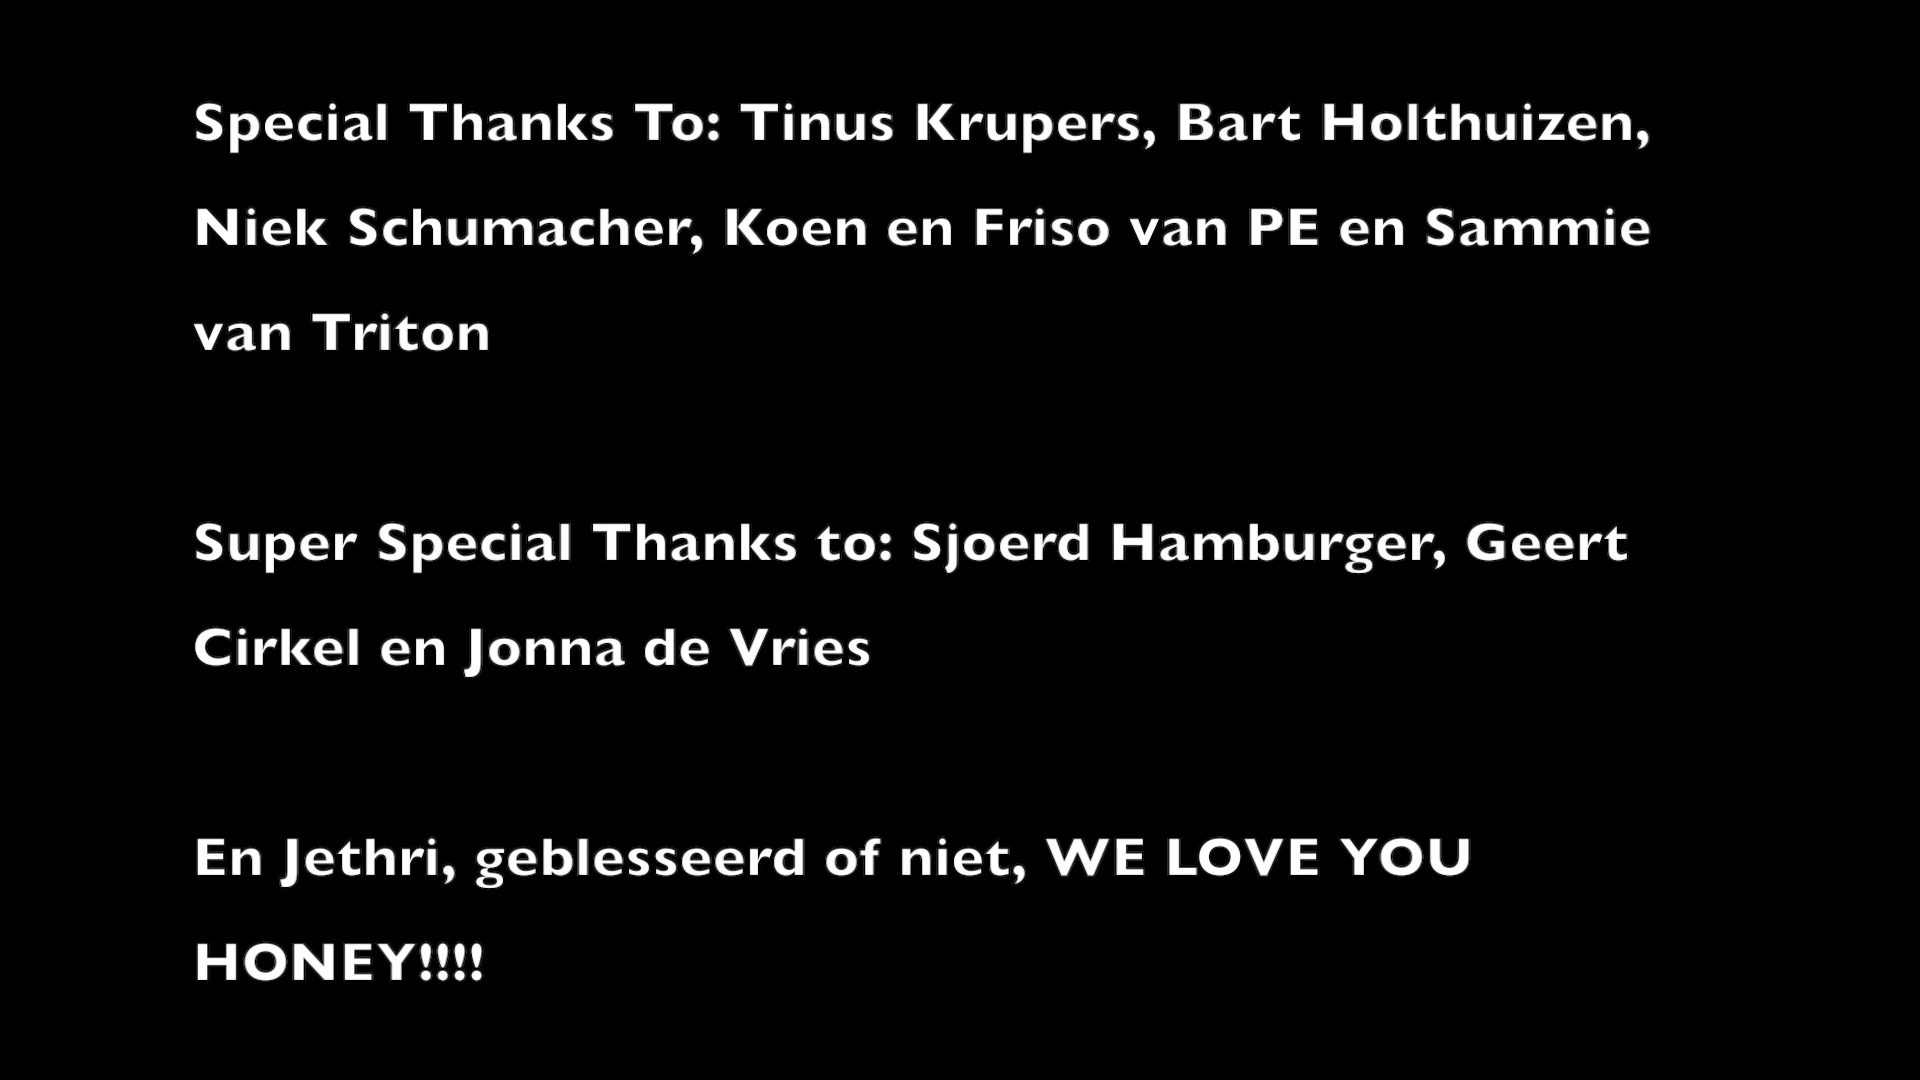 Special Thanks To: Tinus Krupers, Bart Holthuizen,
Niek Schumacher, Koen en Friso van PE en Sammie
van Triton
Super Special Thanks to: Sjoerd Hamburger, Geert
Cirkel en Jonna de Vries
En Jethri, geblesseerd of niet, WE LOVE YOU
HONEY!!!!